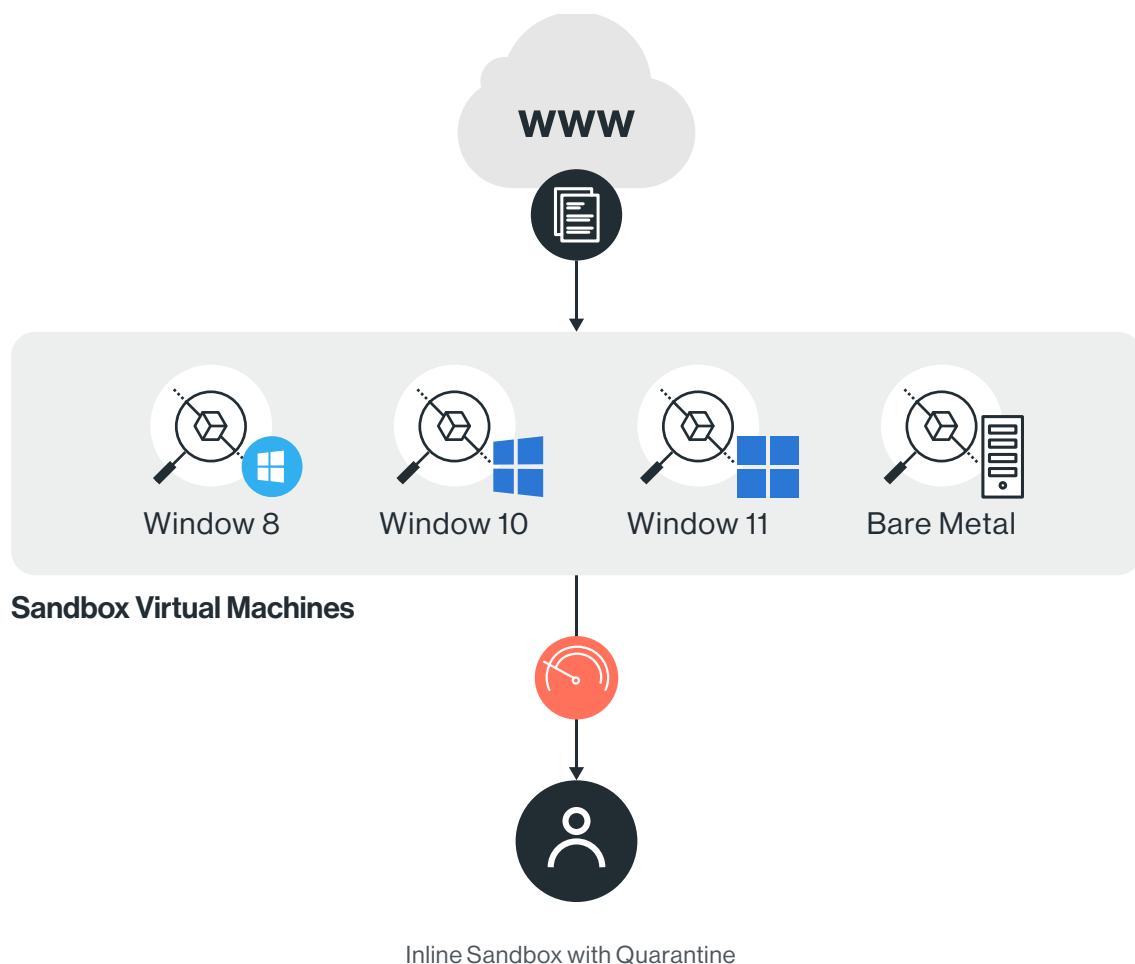 www
Window 8
Window 10
Window 11
Bare Metal
Sandbox Virtual Machines
Inline Sandbox with Quarantine